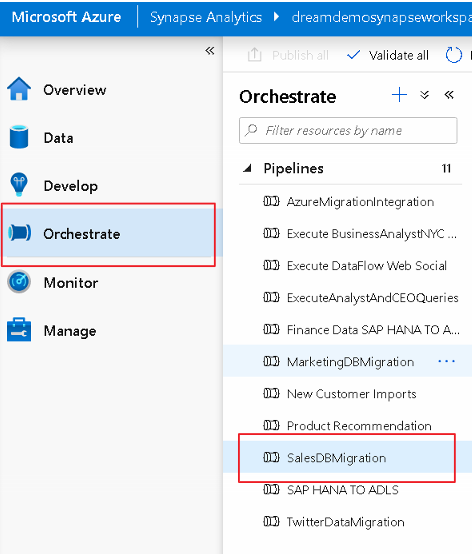 Microsoft Azure Synapse Analytics dreamdemosynapseworkspa
Publish all Validate all
Overview
Data
Develop
Orchestrate
Monitor
Manage
Orchestrate
Filter resources by name
Pipelines 11
AzureMigrationIntegration
Execute BusinessAnalystNYC ...
Execute DataFlow Web Social
ExecuteAnalystAndCEOQueries
Finance Data SAP HANA TO A...
MarketingDBMigration ...
New Customer Imports
Product Recommendation
SalesDBMigration
SAP HANA TO ADLS
TwitterDataMigration